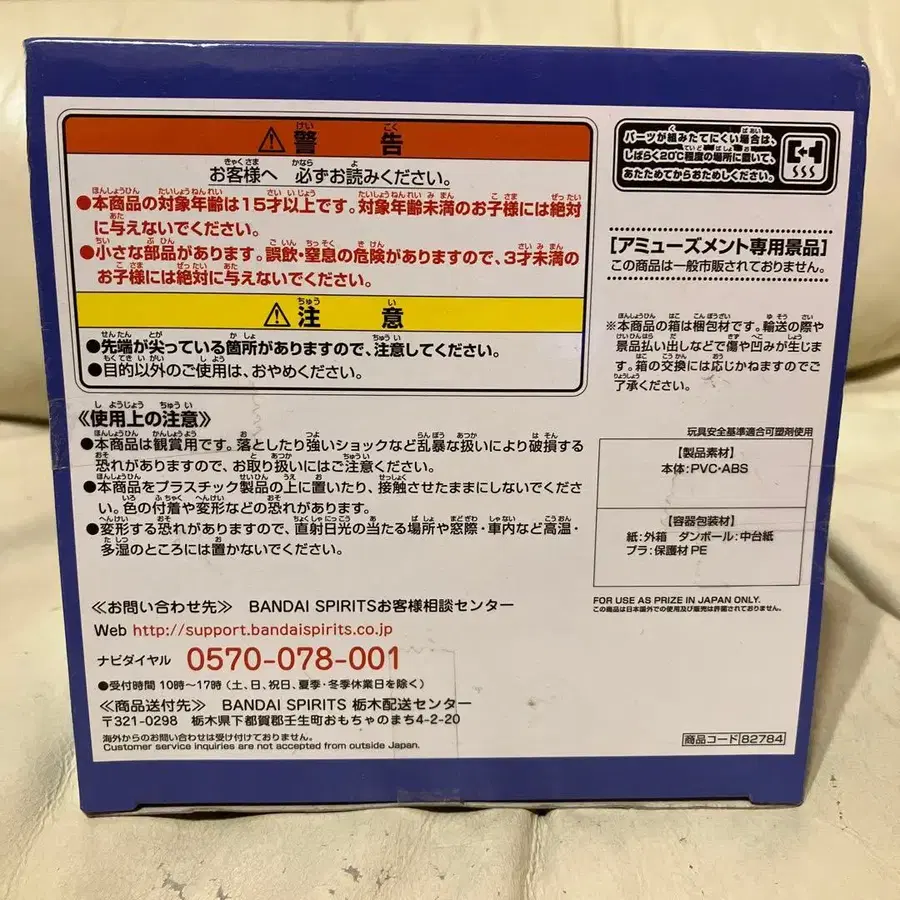 警告
お客様へ 必ずお読みください。
●本商品の対象年齢は15才以上です。対象年齢未満のお子様には絶対
に与えないでください。
●小さな部品があります。誤飲・窒息の危険がありますので、3才未満の
お子様には絶対に与えないでください。
注意
●先端が尖っている箇所がありますので、注意してください。
●目的以外のご使用は、おやめください。
《使用上の注意》
●本商品は観賞用です。落としたり強いショックなど乱暴な扱いにより破損する
恐れがありますので、お取り扱いにはご注意ください。
●本商品をプラスチック製品の上に置いたり、接触させたままにしないでくださ
い。色の付着や変形などの恐れがあります。
●変形する恐れがありますので、直射日光の当たる場所や窓際・車内など高温・
多湿のところには置かないでください。
≪お問い合わせ先≫ BANDAI SPIRITSお客様相談センター
Web http://support.bandaispirits.co.jp
ナビダイヤル 0570-078-001
●受付時間 10時〜17時 (土、日、祝日、夏季・冬季休業日を除く)
≪商品送付先≫ BANDAI SPIRITS 栃木配送センター
〒321-0298 栃木県下都賀郡壬生町おもちゃのまち4-2-20
海外からのお問い合わせは受け付けておりません。
Customer service inquiries are not accepted from outside Japan.
パーツが組みたてにくい場合は、
しばらく20℃程度の場所に置いて、
あたためてからおためしください。
【アミューズメント専用景品】
この商品は一般市販されておりません。
※本商品の箱は梱包材です。輸送の際や
景品払い出しなどで傷や凹みが生じま
す。箱の交換には応じかねますのでご
了承ください。
玩具安全基準適合可塑剤使用
【製品素材】
本体:PVC・ABS
【容器包装材】
紙:外箱 ダンボール:中台紙
プラ:保護材PE
FOR USE AS PRIZE IN JAPAN ONLY.
この商品は日本国外での使用及び販売は許諾されておりません。
商品コード 82784